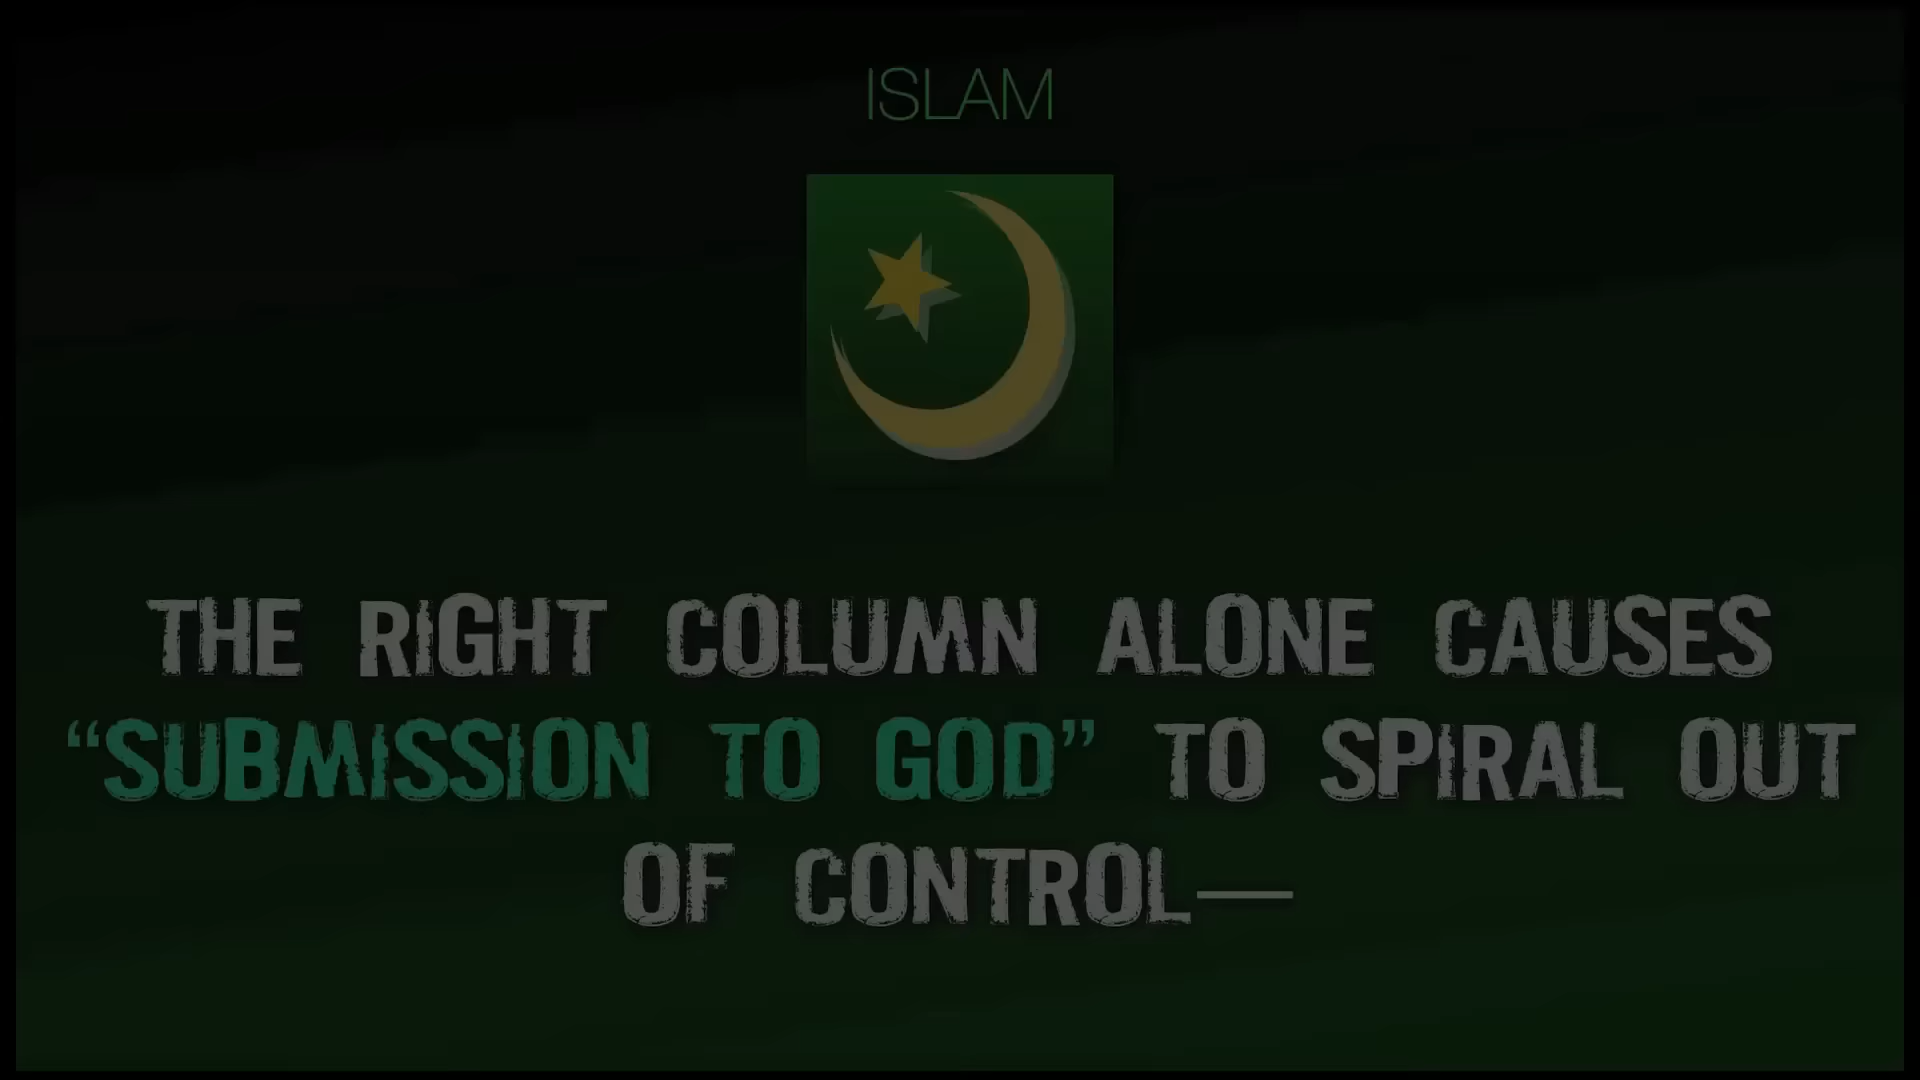 ISLAM
THE RIGHT COLUMN ALONE CAUSES
“SUBMISSION TO GOD” TO SPIRAL OUT
OF CONTROL—